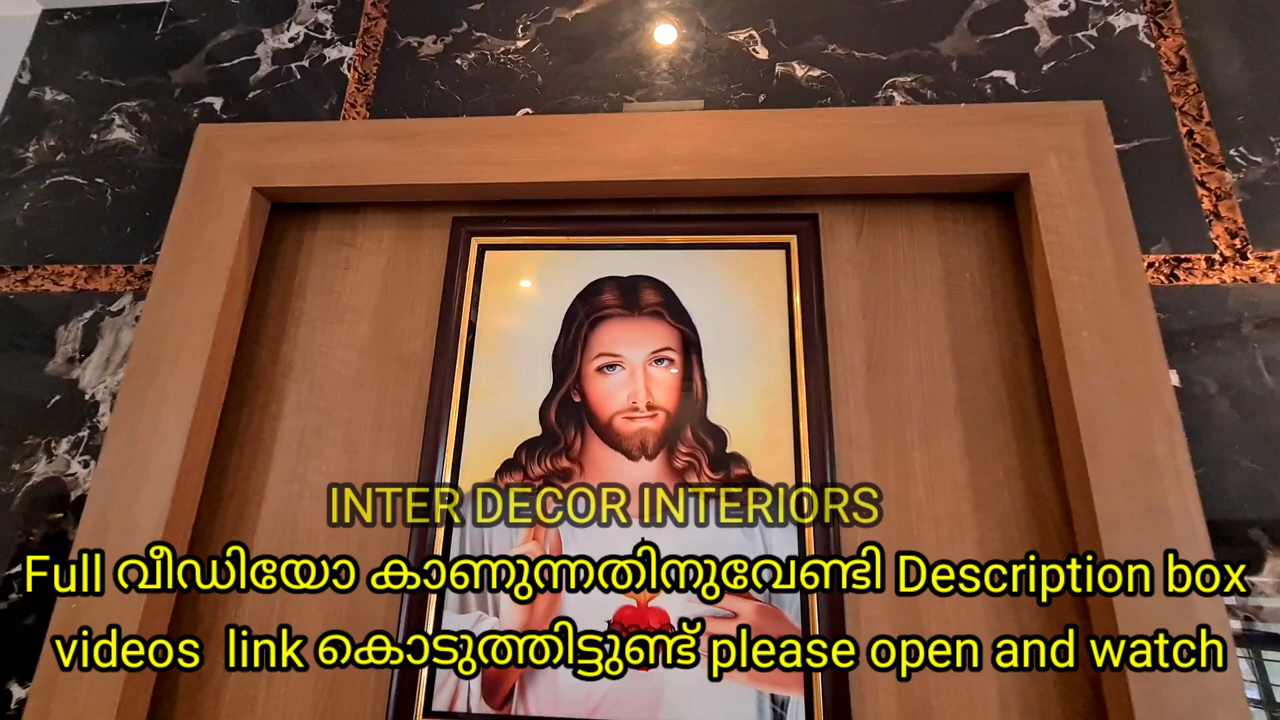 INTER DECOR INTERIORS
Full വീഡിയോ കാണുന്നതിനുവേണ്ടി Description box
videos link കൊടുത്തിട്ടുണ്ട് please open and watch